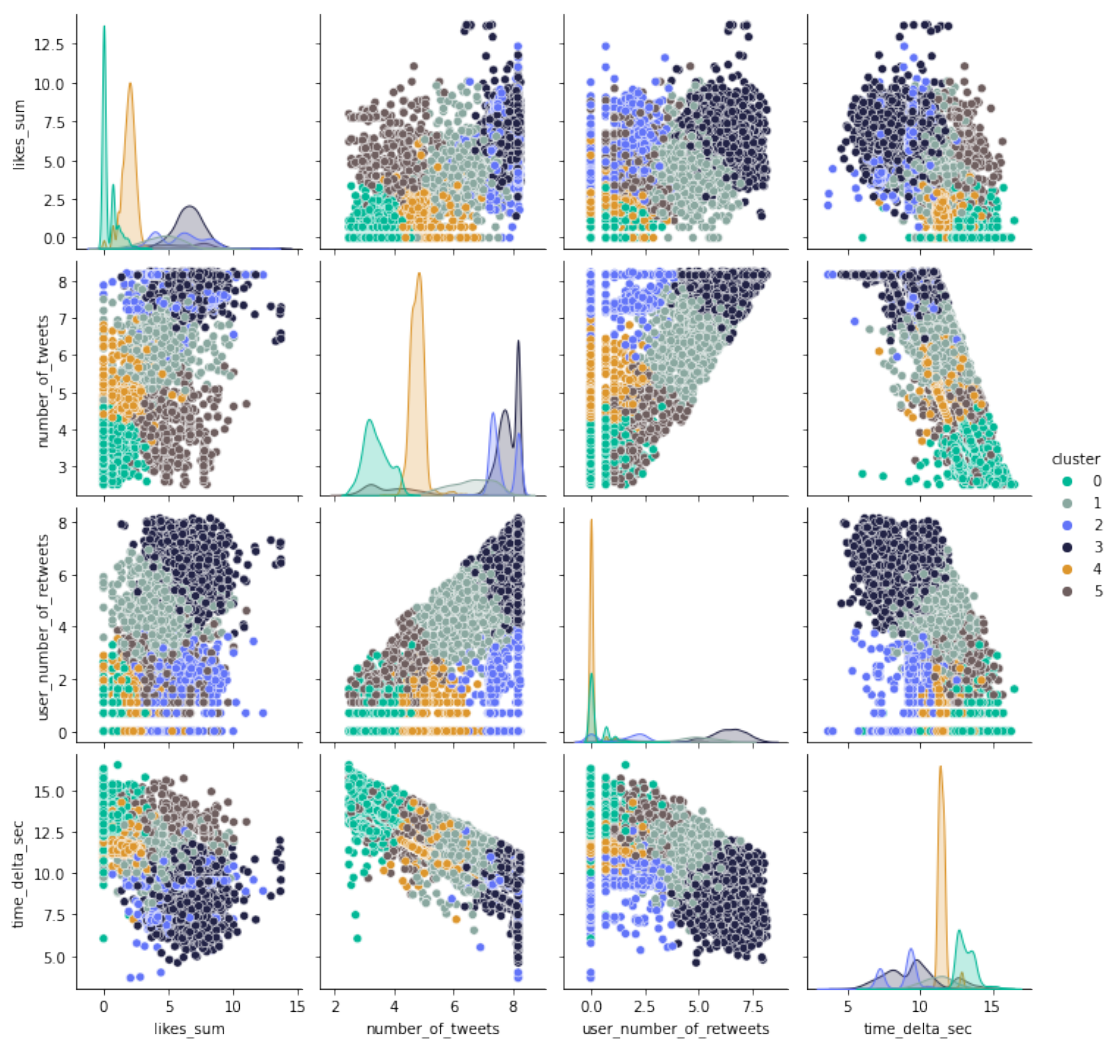 likes_sum
12.5
10.0
7.5
5.0
2.5
0.0
number_of_tweets
8
7
6
5
4
3
cluster
0
1
2
3
4
5
user_number_of_retweets
8
6
4
2
0
time_delta_sec
15.0
12.5
10.0
7.5
5.0
0 5 10 15
2 4 6 8
0.0 2.5 5.0 7.5
5 10 15
likes_sum number_of_tweets user_number_of_retweets time_delta_sec